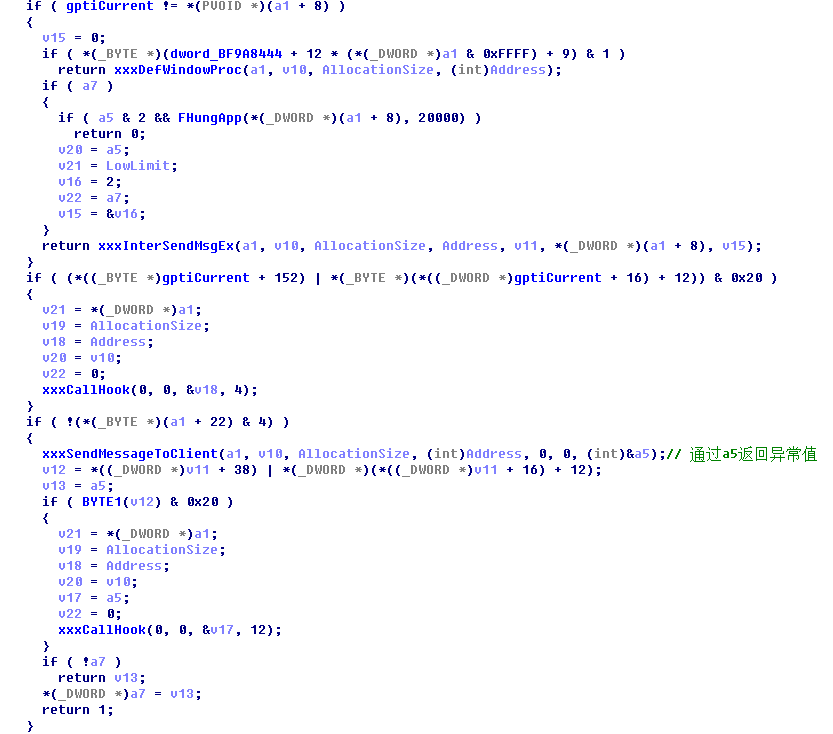 if ( gptiCurrent != *(PVOID *)(a1 + 8) )
{
v15 = 0;
if ( *(_BYTE *)(dword_BF9A8444 + 12 * (*(_DWORD *)a1 & 0xFFFF) + 9) & 1 )
return xxxDefWindowProc(a1, v10, AllocationSize, (int)Address);
if ( a7 )
{
if ( a5 & 2 && FHungApp(*(_DWORD *)(a1 + 8), 20000) )
return 0;
v20 = a5;
v21 = LowLimit;
v16 = 2;
v22 = a7;
v15 = &v16;
}
return xxxInterSendMsgEx(a1, v10, AllocationSize, Address, v11, *(_DWORD *)(a1 + 8), v15);
}
if ( (*((_BYTE *)gptiCurrent + 152) | *(_BYTE *)(*((_DWORD *)gptiCurrent + 16) + 12)) & 0x20 )
{
v21 = *(_DWORD *)a1;
v19 = AllocationSize;
v18 = Address;
v20 = v10;
v22 = 0;
xxxCallHook(0, 0, &v18, 4);
}
if ( !(*(_BYTE *)(a1 + 22) & 4) )
{
xxxSendMessageToClient(a1, v10, AllocationSize, (int)Address, 0, 0, (int)&a5);// 通过a5返回异常值
v12 = *((_DWORD *)v11 + 38) | *(_DWORD *)(*((_DWORD *)v11 + 16) + 12);
v13 = a5;
if ( BYTE1(v12) & 0x20 )
{
v21 = *(_DWORD *)a1;
v19 = AllocationSize;
v18 = Address;
v20 = v10;
v17 = a5;
v22 = 0;
xxxCallHook(0, 0, &v17, 12);
}
if ( !a7 )
return v13;
*(_DWORD *)a7 = v13;
return 1;
}